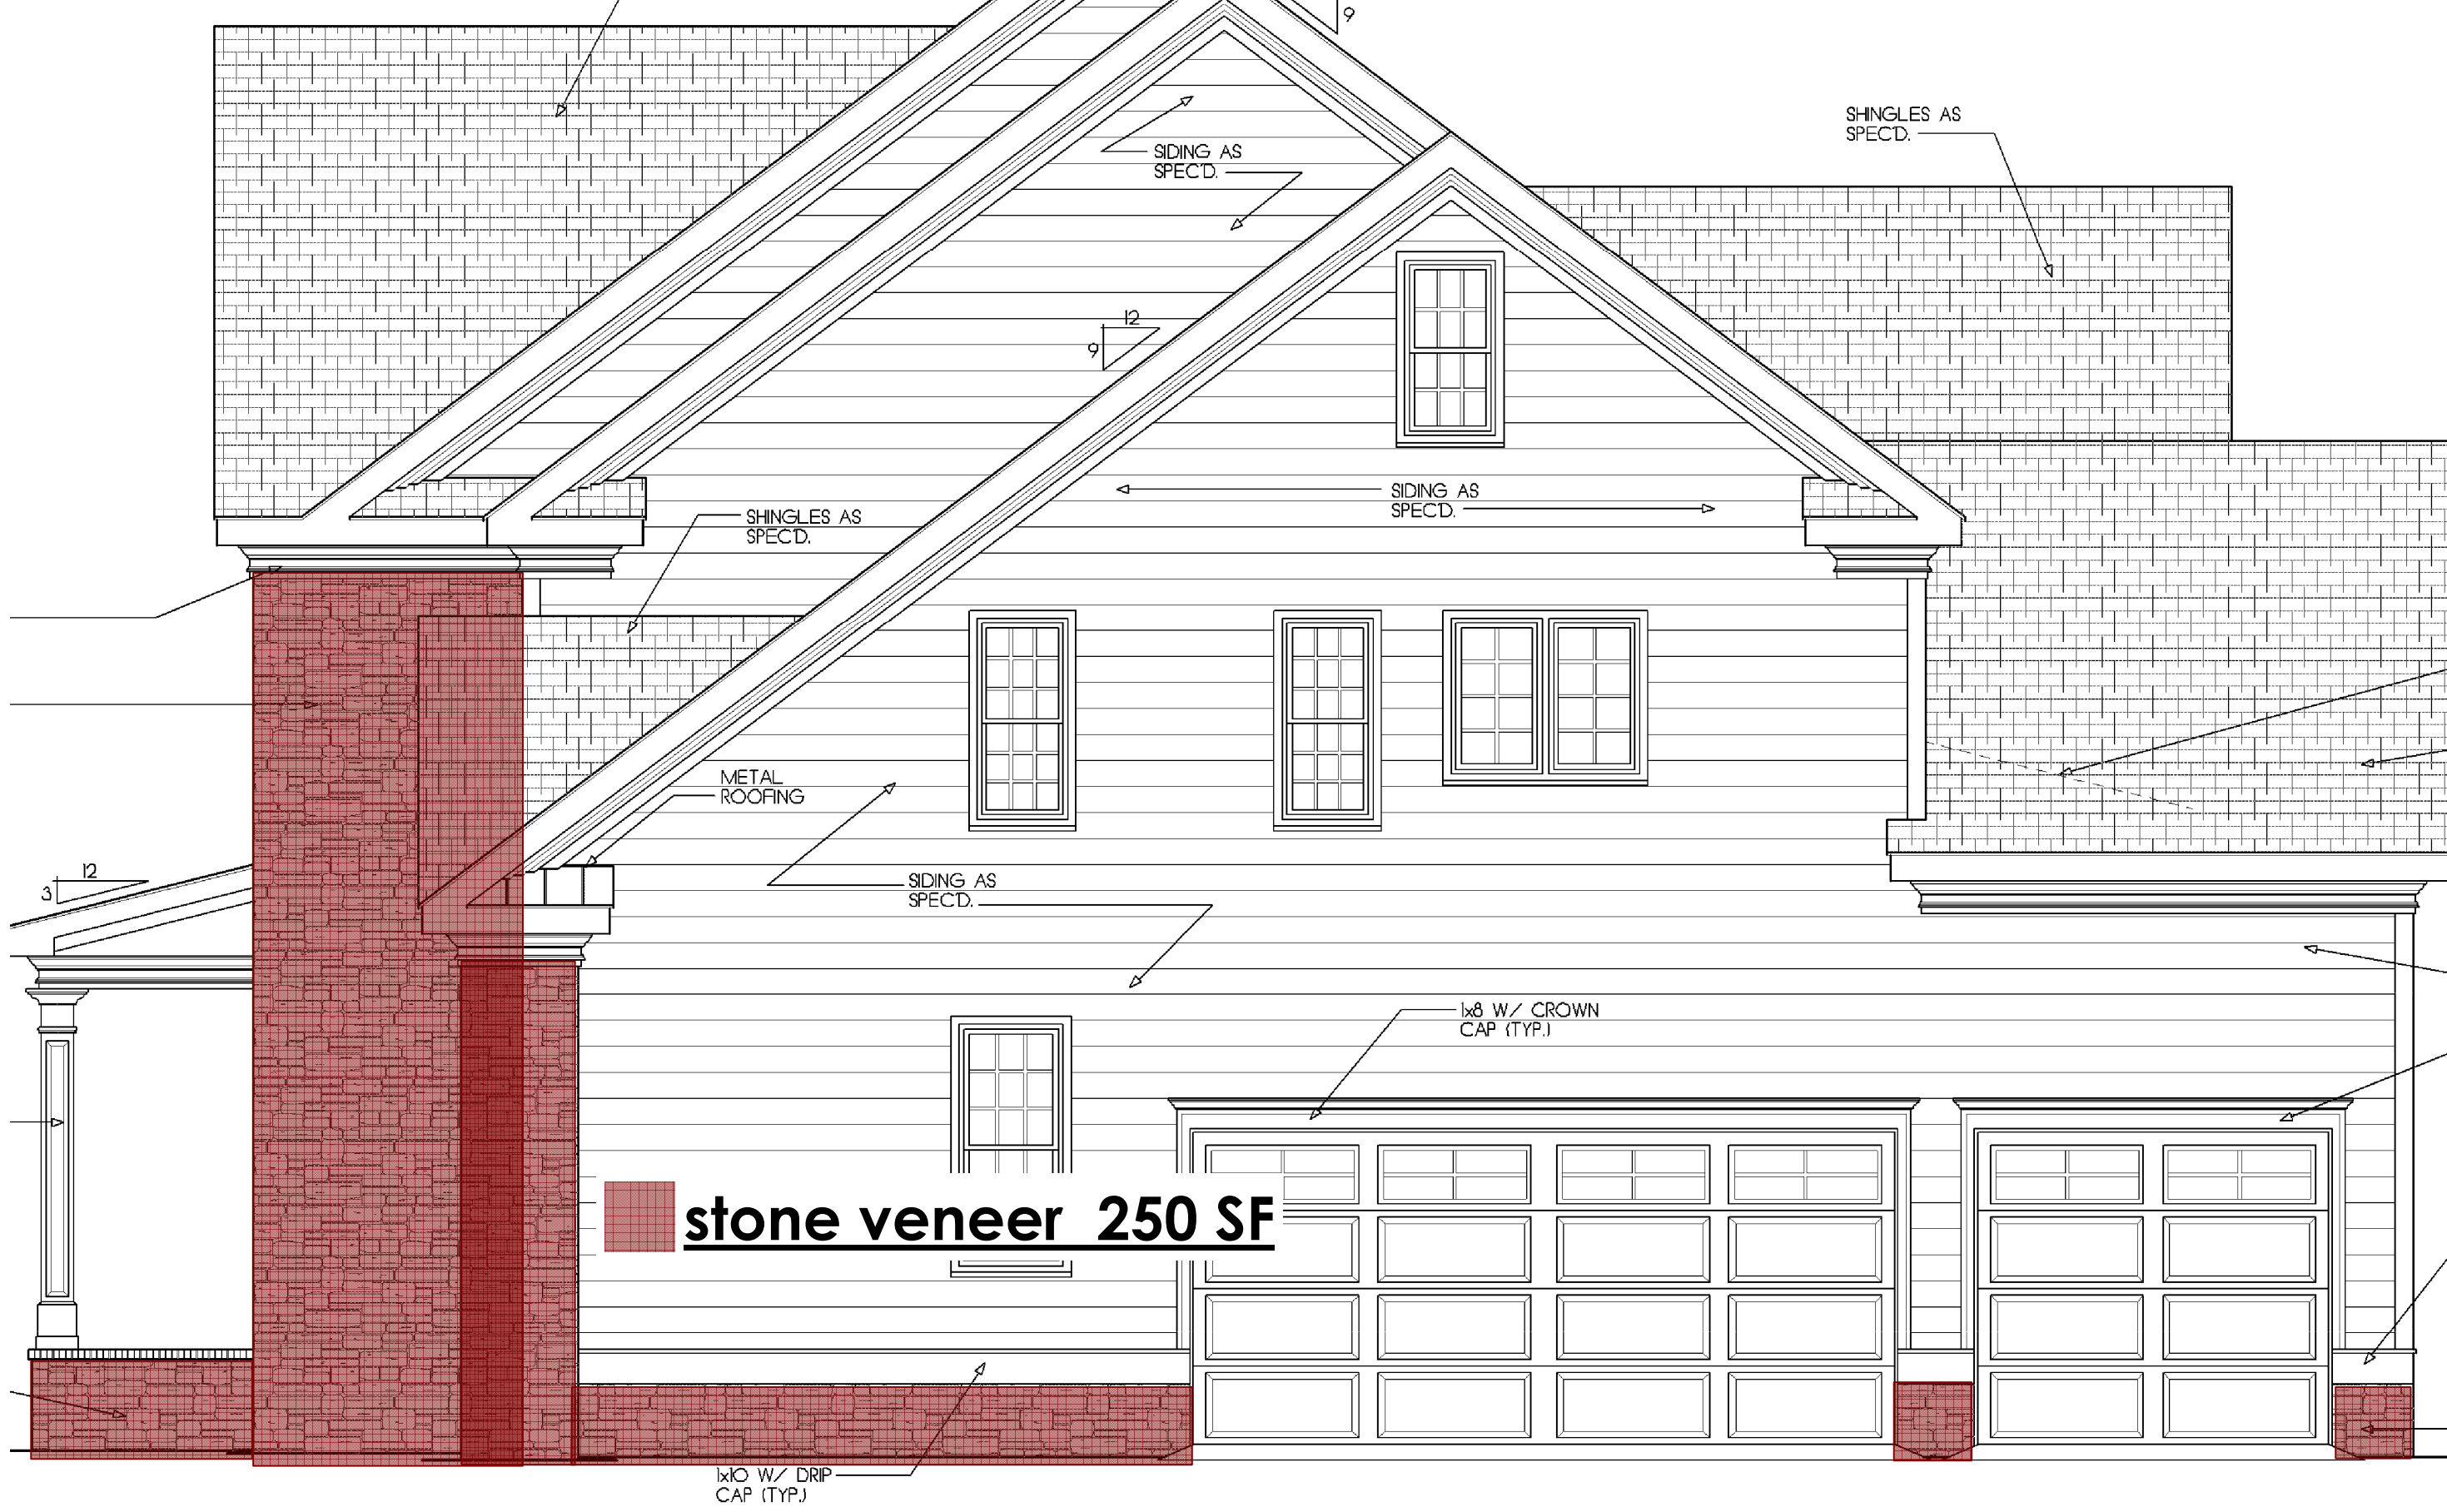 9
SHINGLES AS
SPEC'D.
SIDING AS
SPEC'D.
12
9
SIDING AS
SPEC'D.
SHINGLES AS
SPEC'D.
METAL
ROOFING
12
3
SIDING AS
SPEC'D.
1x8 W/ CROWN
CAP (TYP.)
stone veneer 250 SF
1x10 W/ DRIP
CAP (TYP.)